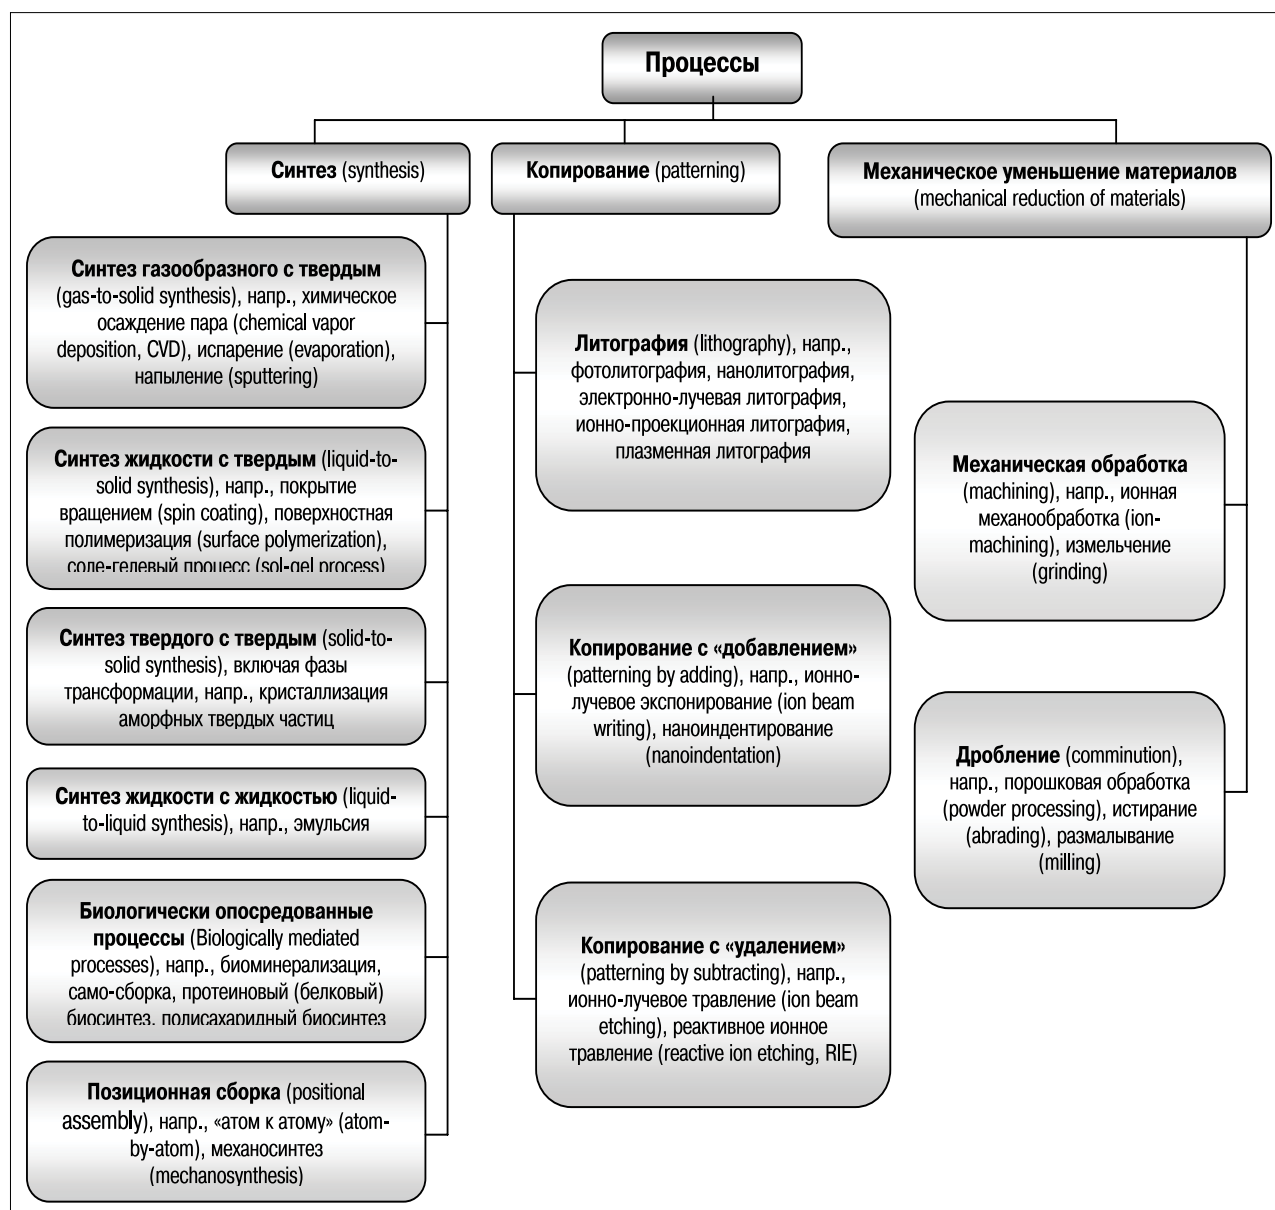 Процессы
Синтез (synthesis)
Синтез газообразного с твердым
(gas-to-solid synthesis), напр., химическое
осаждение пара (chemical vapor
deposition, CVD), испарение (evaporation),
напыление (sputtering)
Синтез жидкости с твердым (liquid-to-
solid synthesis), напр., покрытие
вращением (spin coating), поверхностная
полимеризация (surface polymerization),
соле-гелевый процесс (sol-gel process)
Синтез твердого с твердым (solid-to-
solid synthesis), включая фазы
трансформации, напр., кристаллизация
аморфных твердых частиц
Синтез жидкости с жидкостью (liquid-
to-liquid synthesis), напр., эмульсия
Биологически опосредованные
процессы (Biologically mediated
processes), напр., биоминерализация,
само-сборка, протеиновый (белковый)
биосинтез, полисахаридный биосинтез
Позиционная сборка (positional
assembly), напр., «атом к атому» (atom-
by-atom), механосинтез
(mechanosynthesis)
Копирование (patterning)
Литография (lithography), напр.,
фотолитография, нанолитография,
электронно-лучевая литография,
ионно-проекционная литография,
плазменная литография
Копирование с «добавлением»
(patterning by adding), напр., ионно-
лучевое экспонирование (ion beam
writing), наноиндентирование
(nanoindentation)
Копирование с «удалением»
(patterning by subtracting), напр.,
ионно-лучевое травление (ion beam
etching), реактивное ионное
травление (reactive ion etching, RIE)
Механическое уменьшение материалов
(mechanical reduction of materials)
Механическая обработка
(machining), напр., ионная
механообработка (ion-
machining), измельчение
(grinding)
Дробление (comminution),
напр., порошковая обработка
(powder processing), истирание
(abrading), размалывание
(milling)